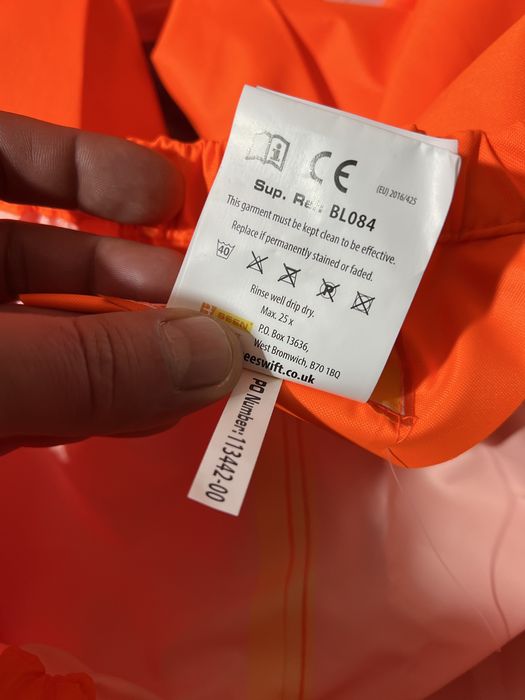 i
CE
(EU) 2016/425
Sup. Ref: BL084
This garment must be kept clean to be effective.
Replace if permanently stained or faded.
40
P
Rinse well drip dry.
Max. 25 x
BEEN
P.O. Box 13636,
West Bromwich, B70 1BQ
eeswift.co.uk
PO Number: 113442-00